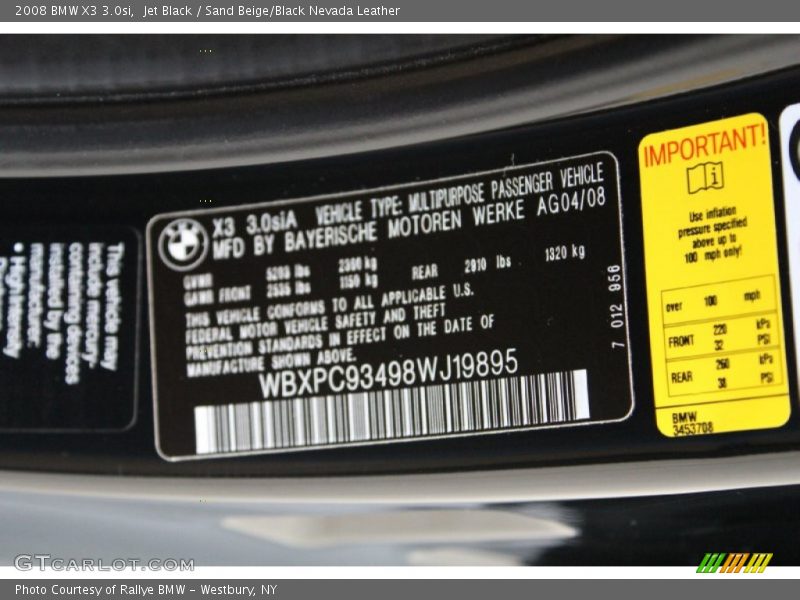 2008 BMW X3 3.0si, Jet Black / Sand Beige/Black Nevada Leather
X3 3.0siA VEHICLE TYPE: MULTIPURPOSE PASSENGER VEHICLE
MFD BY BAYERISCHE MOTOREN WERKE AG04/08
GVWR lbs kg
GAWR FRONT lbs 1150 kg REAR 2910 lbs 1320 kg
THIS VEHICLE CONFORMS TO ALL APPLICABLE U.S.
FEDERAL MOTOR VEHICLE SAFETY AND THEFT
PREVENTION STANDARDS IN EFFECT ON THE DATE OF
MANUFACTURE SHOWN ABOVE.
WBXPC93498WJ19895
7 012 956
This vehicle may
include mercury-
containing devices
installed by the
manufacturer:
• High Intensity
IMPORTANT!
i
Use inflation
pressure specified
above up to
100 mph only!
over 100 mph
FRONT 220 kPa
32 PSI
REAR 260 kPa
38 PSI
BMW
3453708
GTCARLOT.COM
Photo Courtesy of Rallye BMW - Westbury, NY